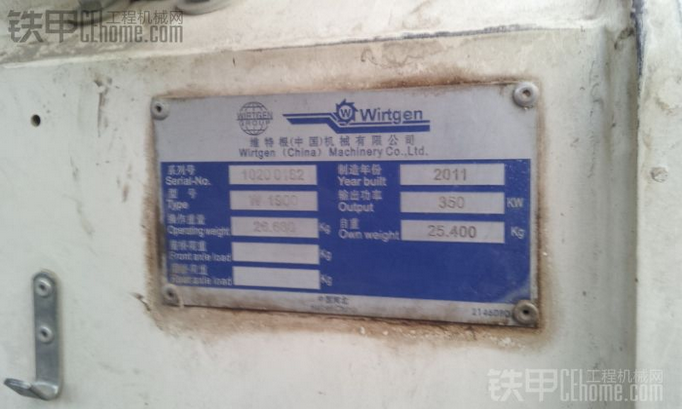 铁甲 工程机械网
CEhome.com
WIRTGEN GROUP
W Wirtgen
维特根(中国)机械有限公司
Wirtgen (China) Machinery Co.,Ltd.
系列号 制造年份
Serial-No. Year built 2011
型号 输出功率
Type W 1900 Output 350 KW
操作重量 自重
Operating weight Kg Own weight 25.400 Kg
前桥荷重
Front axle load Kg
荷重
Rear axle load Kg
中国河北
铁甲 工程机械网
CEhome.com